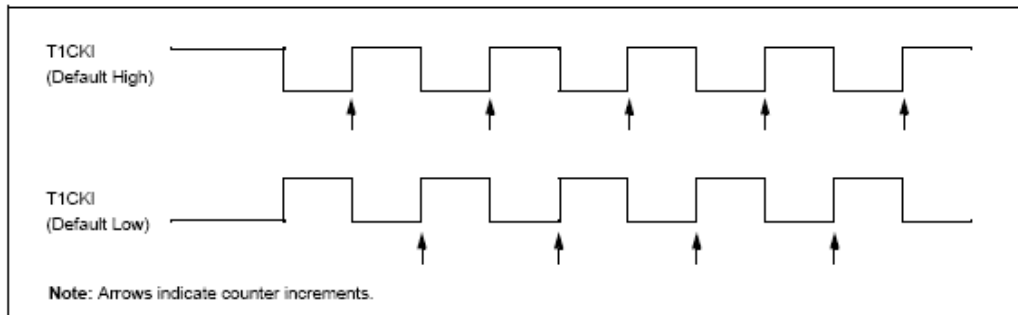 T1CKI
(Default High)
T1CKI
(Default Low)
Note: Arrows indicate counter increments.